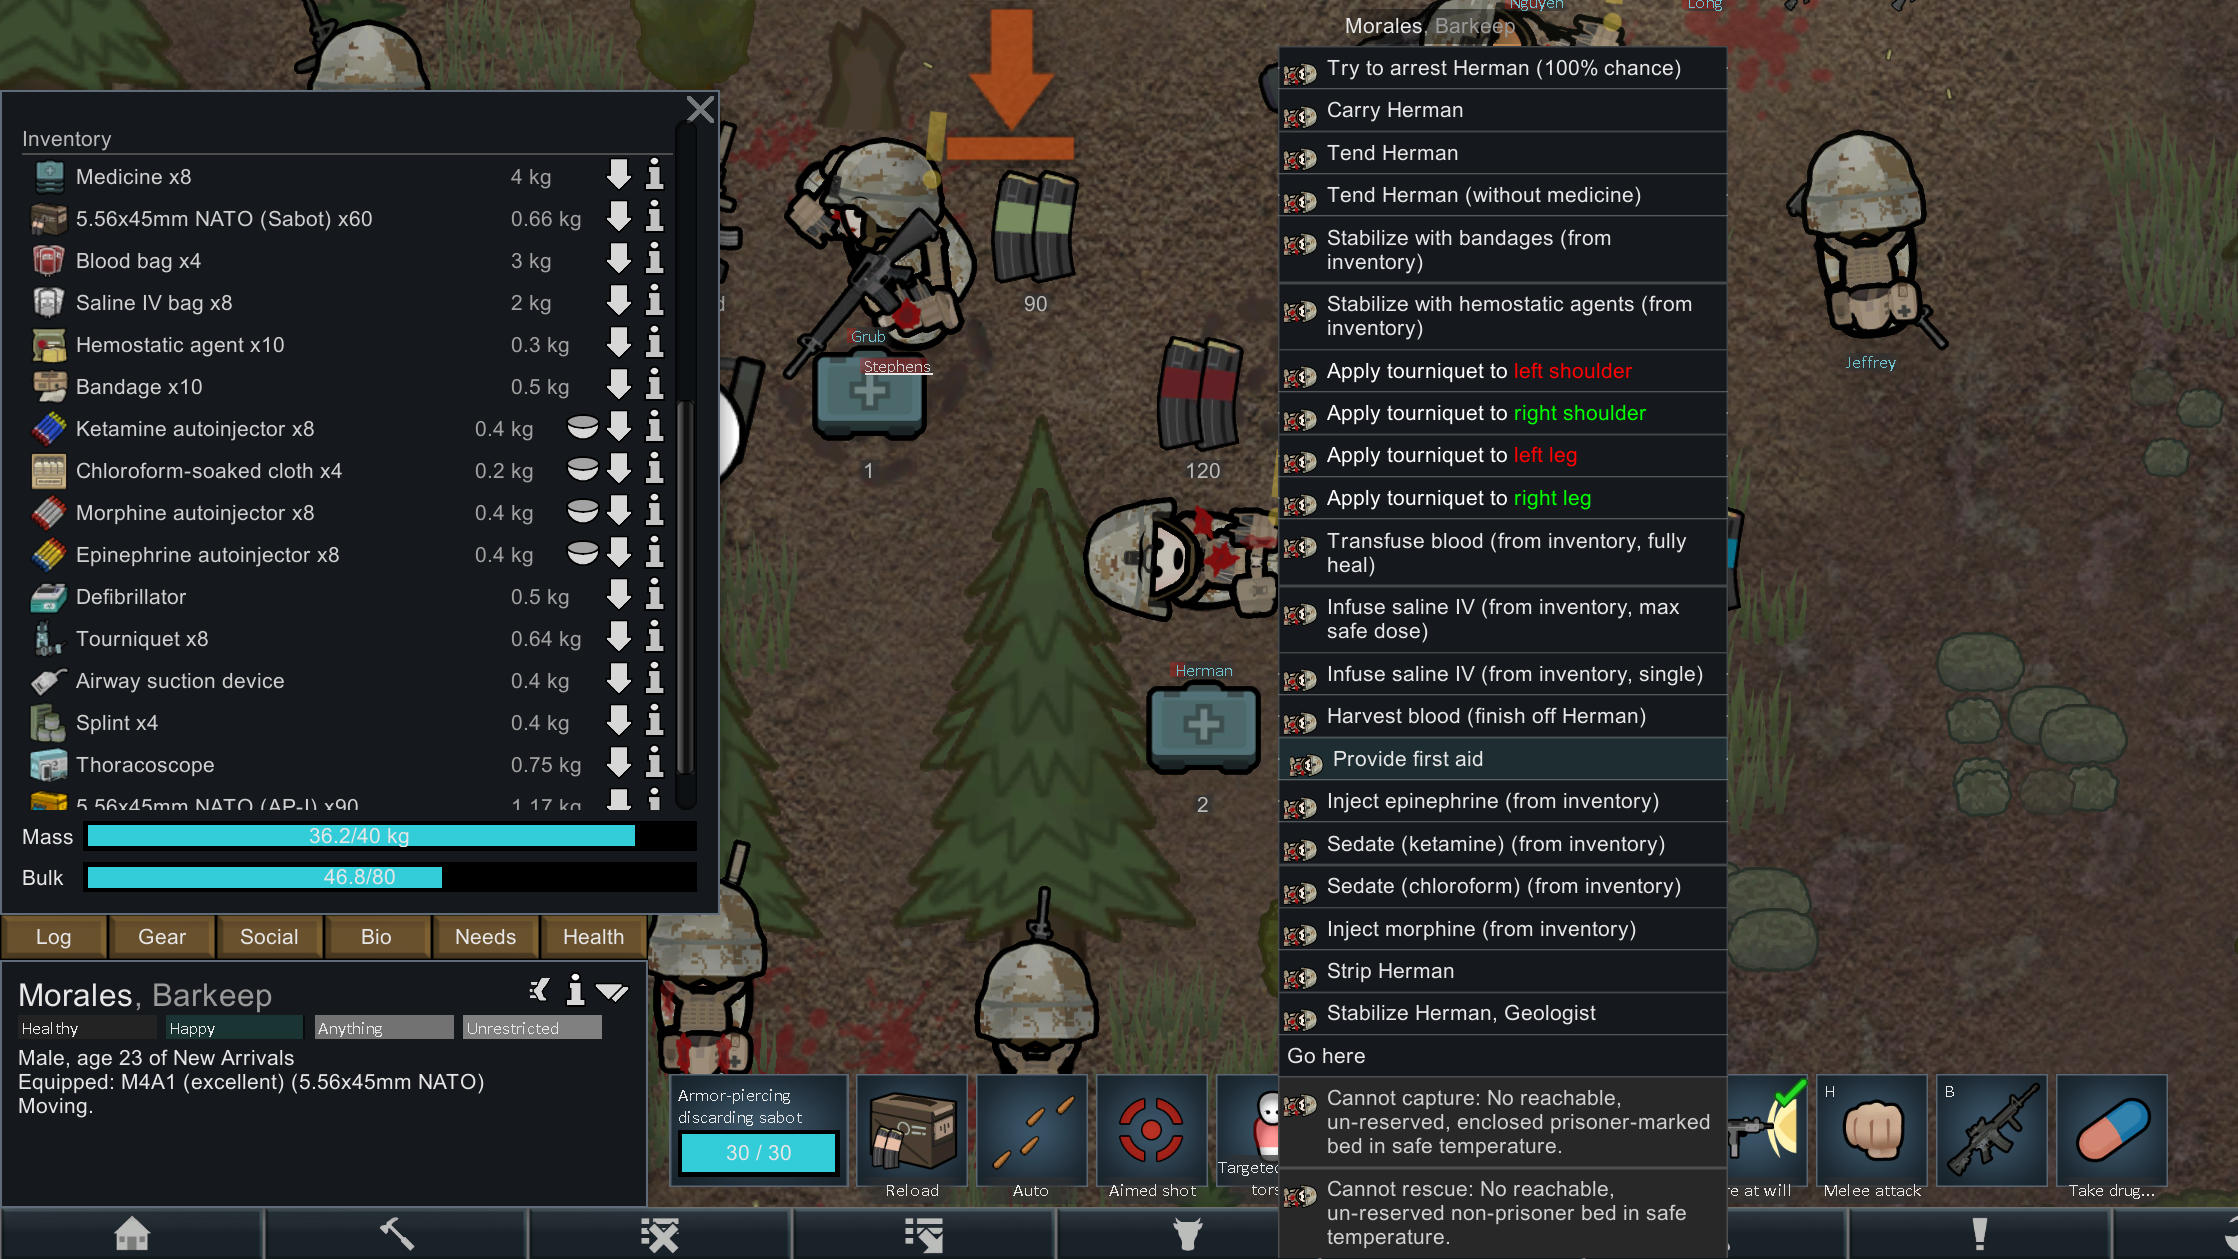 Nguyen
Long
Morales, Barkeep
Inventory
Medicine x8 4 kg
5.56x45mm NATO (Sabot) x60 0.66 kg
Blood bag x4 3 kg
Saline IV bag x8 2 kg
Hemostatic agent x10 0.3 kg
Bandage x10 0.5 kg
Ketamine autoinjector x8 0.4 kg
Chloroform-soaked cloth x4 0.2 kg
Morphine autoinjector x8 0.4 kg
Epinephrine autoinjector x8 0.4 kg
Defibrillator 0.5 kg
Tourniquet x8 0.64 kg
Airway suction device 0.4 kg
Splint x4 0.4 kg
Thoracoscope 0.75 kg
5.56x45mm NATO (AP-I) x90 1.17 kg
Mass 36.2/40 kg
Bulk 46.8/80
Log Gear Social Bio Needs Health
Morales, Barkeep
Healthy Happy Anything Unrestricted
Male, age 23 of New Arrivals
Equipped: M4A1 (excellent) (5.56x45mm NATO)
Moving.
90
Grub
Stephens
1
120
Herman
2
Jeffrey
Try to arrest Herman (100% chance)
Carry Herman
Tend Herman
Tend Herman (without medicine)
Stabilize with bandages (from
inventory)
Stabilize with hemostatic agents (from
inventory)
Apply tourniquet to left shoulder
Apply tourniquet to right shoulder
Apply tourniquet to left leg
Apply tourniquet to right leg
Transfuse blood (from inventory, fully
heal)
Infuse saline IV (from inventory, max
safe dose)
Infuse saline IV (from inventory, single)
Harvest blood (finish off Herman)
Provide first aid
Inject epinephrine (from inventory)
Sedate (ketamine) (from inventory)
Sedate (chloroform) (from inventory)
Inject morphine (from inventory)
Strip Herman
Stabilize Herman, Geologist
Go here
Cannot capture: No reachable,
un-reserved, enclosed prisoner-marked
bed in safe temperature.
Cannot rescue: No reachable,
un-reserved non-prisoner bed in safe
temperature.
Armor-piercing
discarding sabot
30 / 30
Reload
Auto
Aimed shot
Targeted
at will
H
Melee attack
B
Take drug...